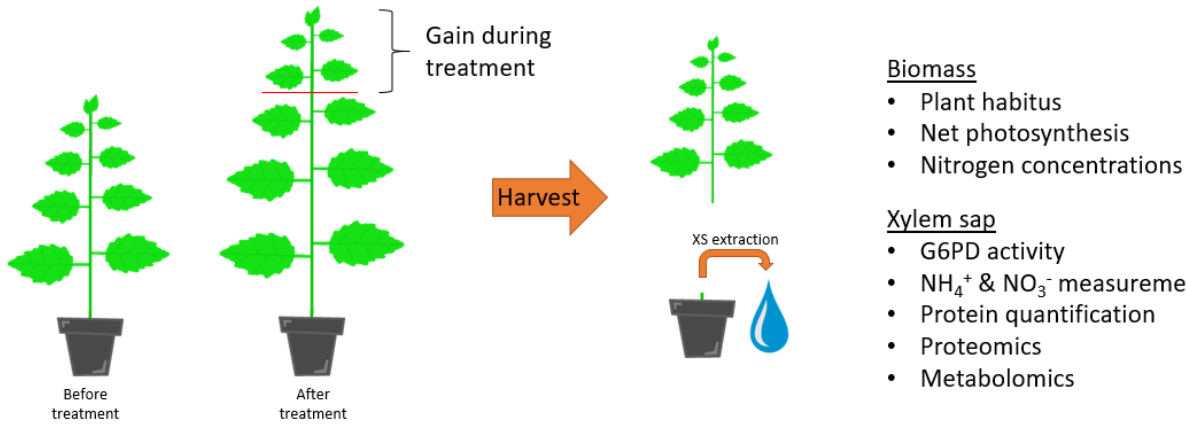 Gain during
treatment
Before
treatment
After
treatment
Harvest
XS extraction
Biomass
• Plant habitus
• Net photosynthesis
• Nitrogen concentrations
Xylem sap
• G6PD activity
• NH₄⁺ & NO₃⁻ measureme
• Protein quantification
• Proteomics
• Metabolomics